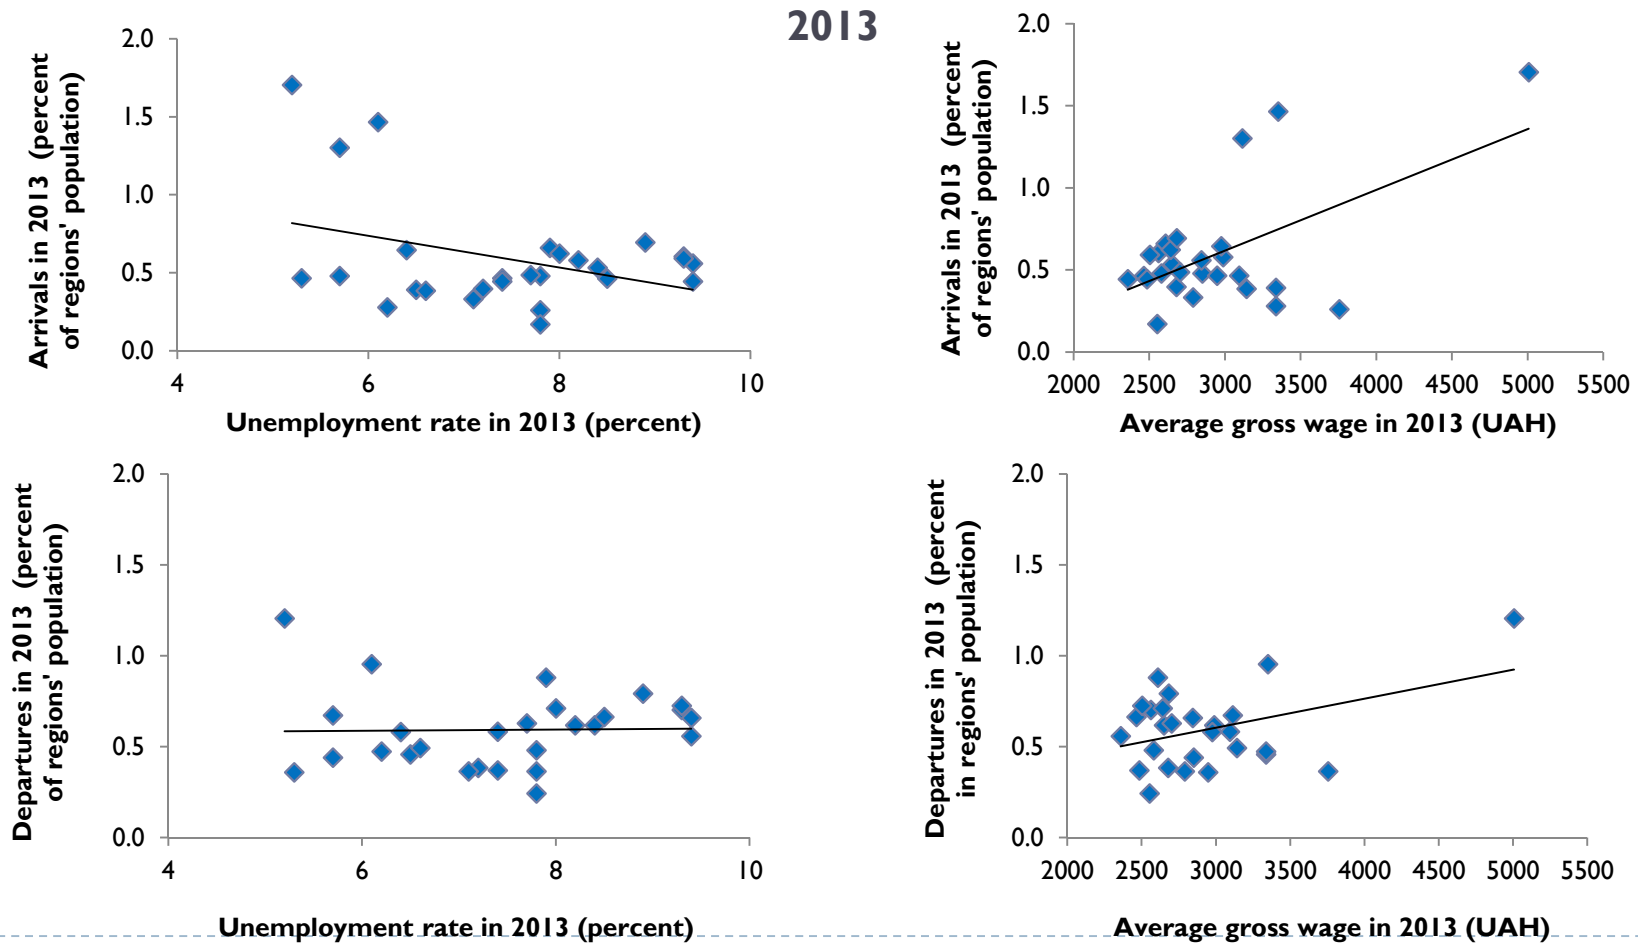 2013
Arrivals in 2013 (percent
of regions' population)
2.0
1.5
1.0
0.5
0.0
4 6 8 10
Unemployment rate in 2013 (percent)
Arrivals in 2013 (percent
of regions' population)
2.0
1.5
1.0
0.5
0.0
2000 2500 3000 3500 4000 4500 5000 5500
Average gross wage in 2013 (UAH)
Departures in 2013 (percent
of regions' population)
2.0
1.5
1.0
0.5
0.0
4 6 8 10
Unemployment rate in 2013 (percent)
Departures in 2013 (percent
in regions' population)
2.0
1.5
1.0
0.5
0.0
2000 2500 3000 3500 4000 4500 5000 5500
Average gross wage in 2013 (UAH)